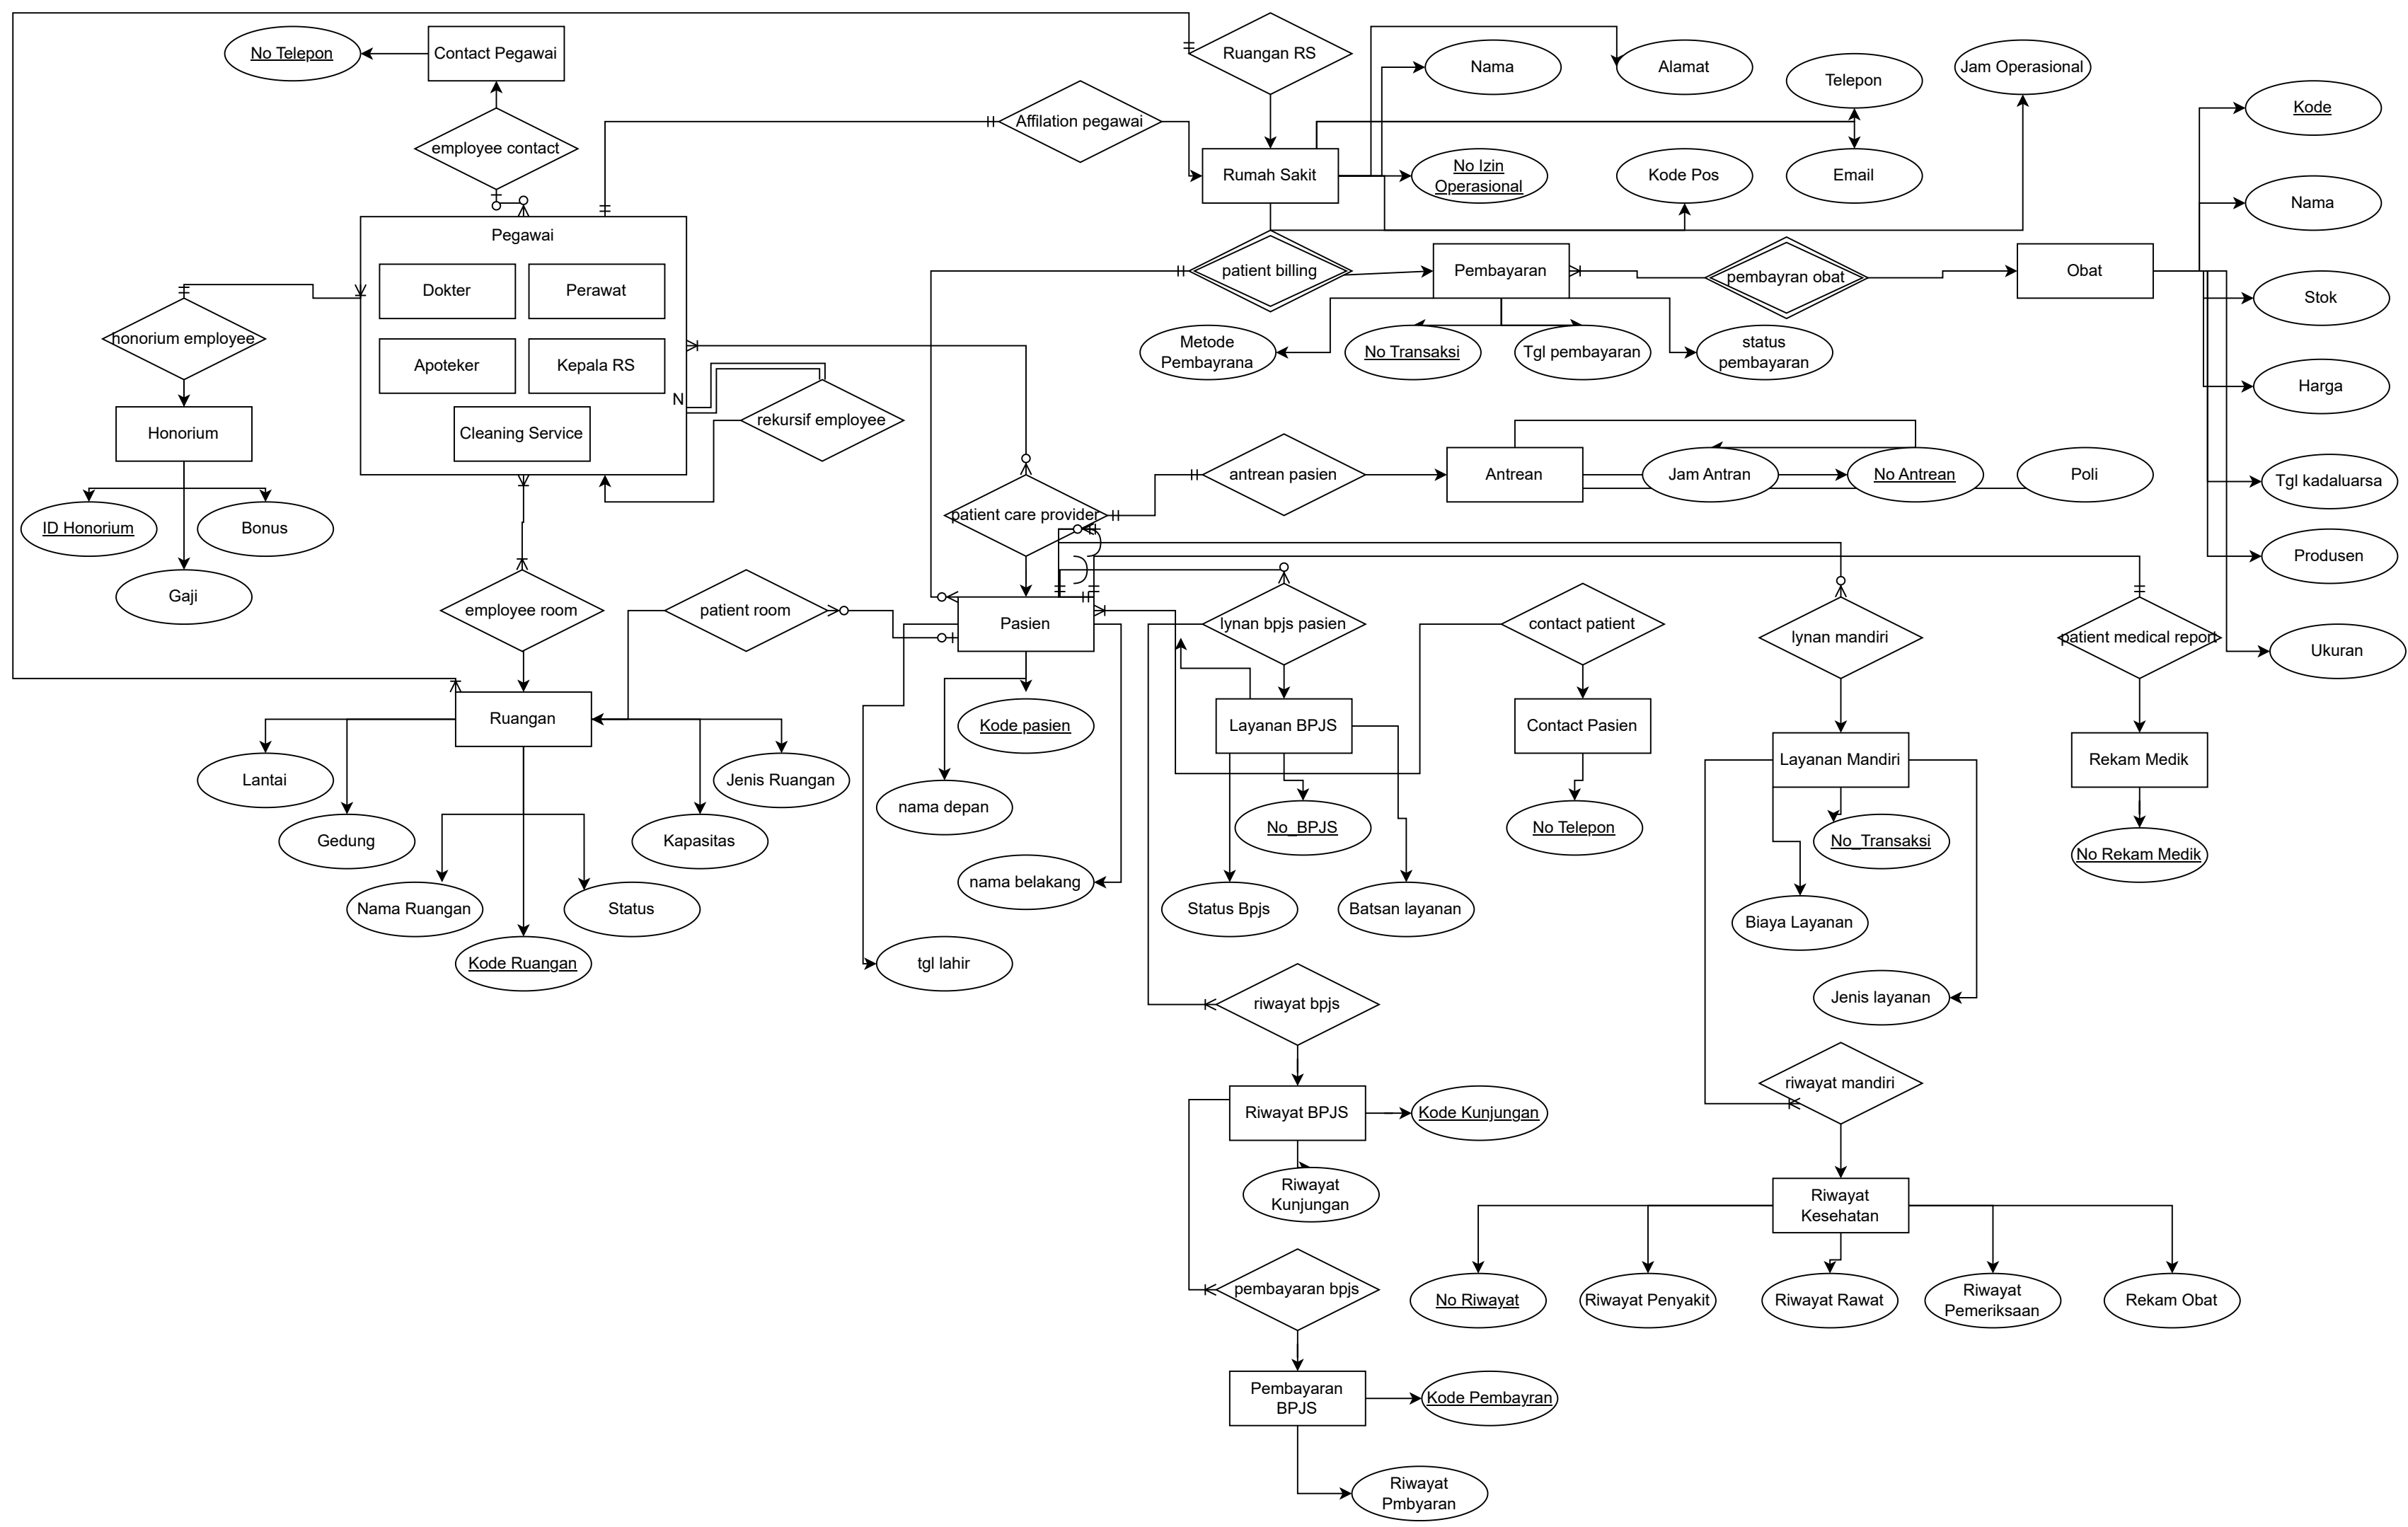 Ruangan RS
No Telepon
Contact Pegawai
Nama
Alamat
Telepon
Jam Operasional
Kode
Affilation pegawai
employee contact
Rumah Sakit
No Izin
Operasional
Kode Pos
Email
Nama
Pegawai
Dokter
Perawat
Apoteker
Kepala RS
Cleaning Service
N
patient billing
Pembayaran
pembayran obat
Obat
Stok
honorium employee
Metode
Pembayrana
No Transaksi
Tgl pembayaran
status
pembayaran
Harga
Honorium
rekursif employee
antrean pasien
Antrean
Jam Antran
No Antrean
Poli
Tgl kadaluarsa
ID Honorium
Bonus
patient care provider
Produsen
Gaji
employee room
patient room
Pasien
lynan bpjs pasien
contact patient
lynan mandiri
patient medical report
Ukuran
Ruangan
Kode pasien
Layanan BPJS
Contact Pasien
Layanan Mandiri
Rekam Medik
Lantai
Jenis Ruangan
nama depan
No_BPJS
No Telepon
Gedung
Kapasitas
No_Transaksi
No Rekam Medik
nama belakang
Nama Ruangan
Status
Status Bpjs
Batsan layanan
Biaya Layanan
Kode Ruangan
tgl lahir
Jenis layanan
riwayat bpjs
riwayat mandiri
Riwayat BPJS
Kode Kunjungan
Riwayat
Kunjungan
Riwayat
Kesehatan
pembayaran bpjs
No Riwayat
Riwayat Penyakit
Riwayat Rawat
Riwayat
Pemeriksaan
Rekam Obat
Pembayaran
BPJS
Kode Pembayran
Riwayat
Pmbyaran